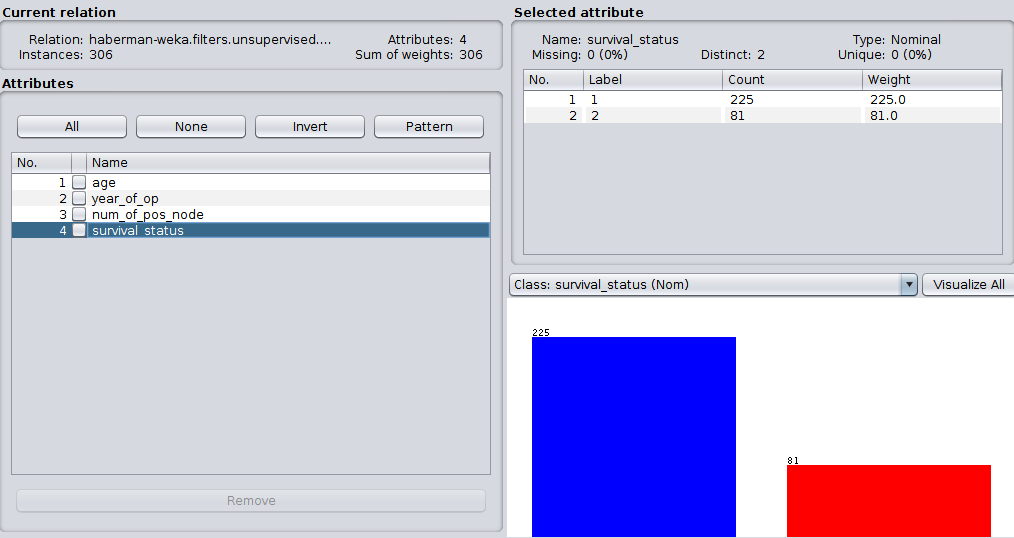 Current relation
Relation: haberman-weka.filters.unsupervised.... Attributes: 4
Instances: 306 Sum of weights: 306
Attributes
All None Invert Pattern
No. Name
1 age
2 year_of_op
3 num_of_pos_node
4 survival_status
Remove
Selected attribute
Name: survival_status Type: Nominal
Missing: 0 (0%) Distinct: 2 Unique: 0 (0%)
No. Label Count Weight
1 1 225 225.0
2 2 81 81.0
Class: survival_status (Nom) Visualize All
225
81